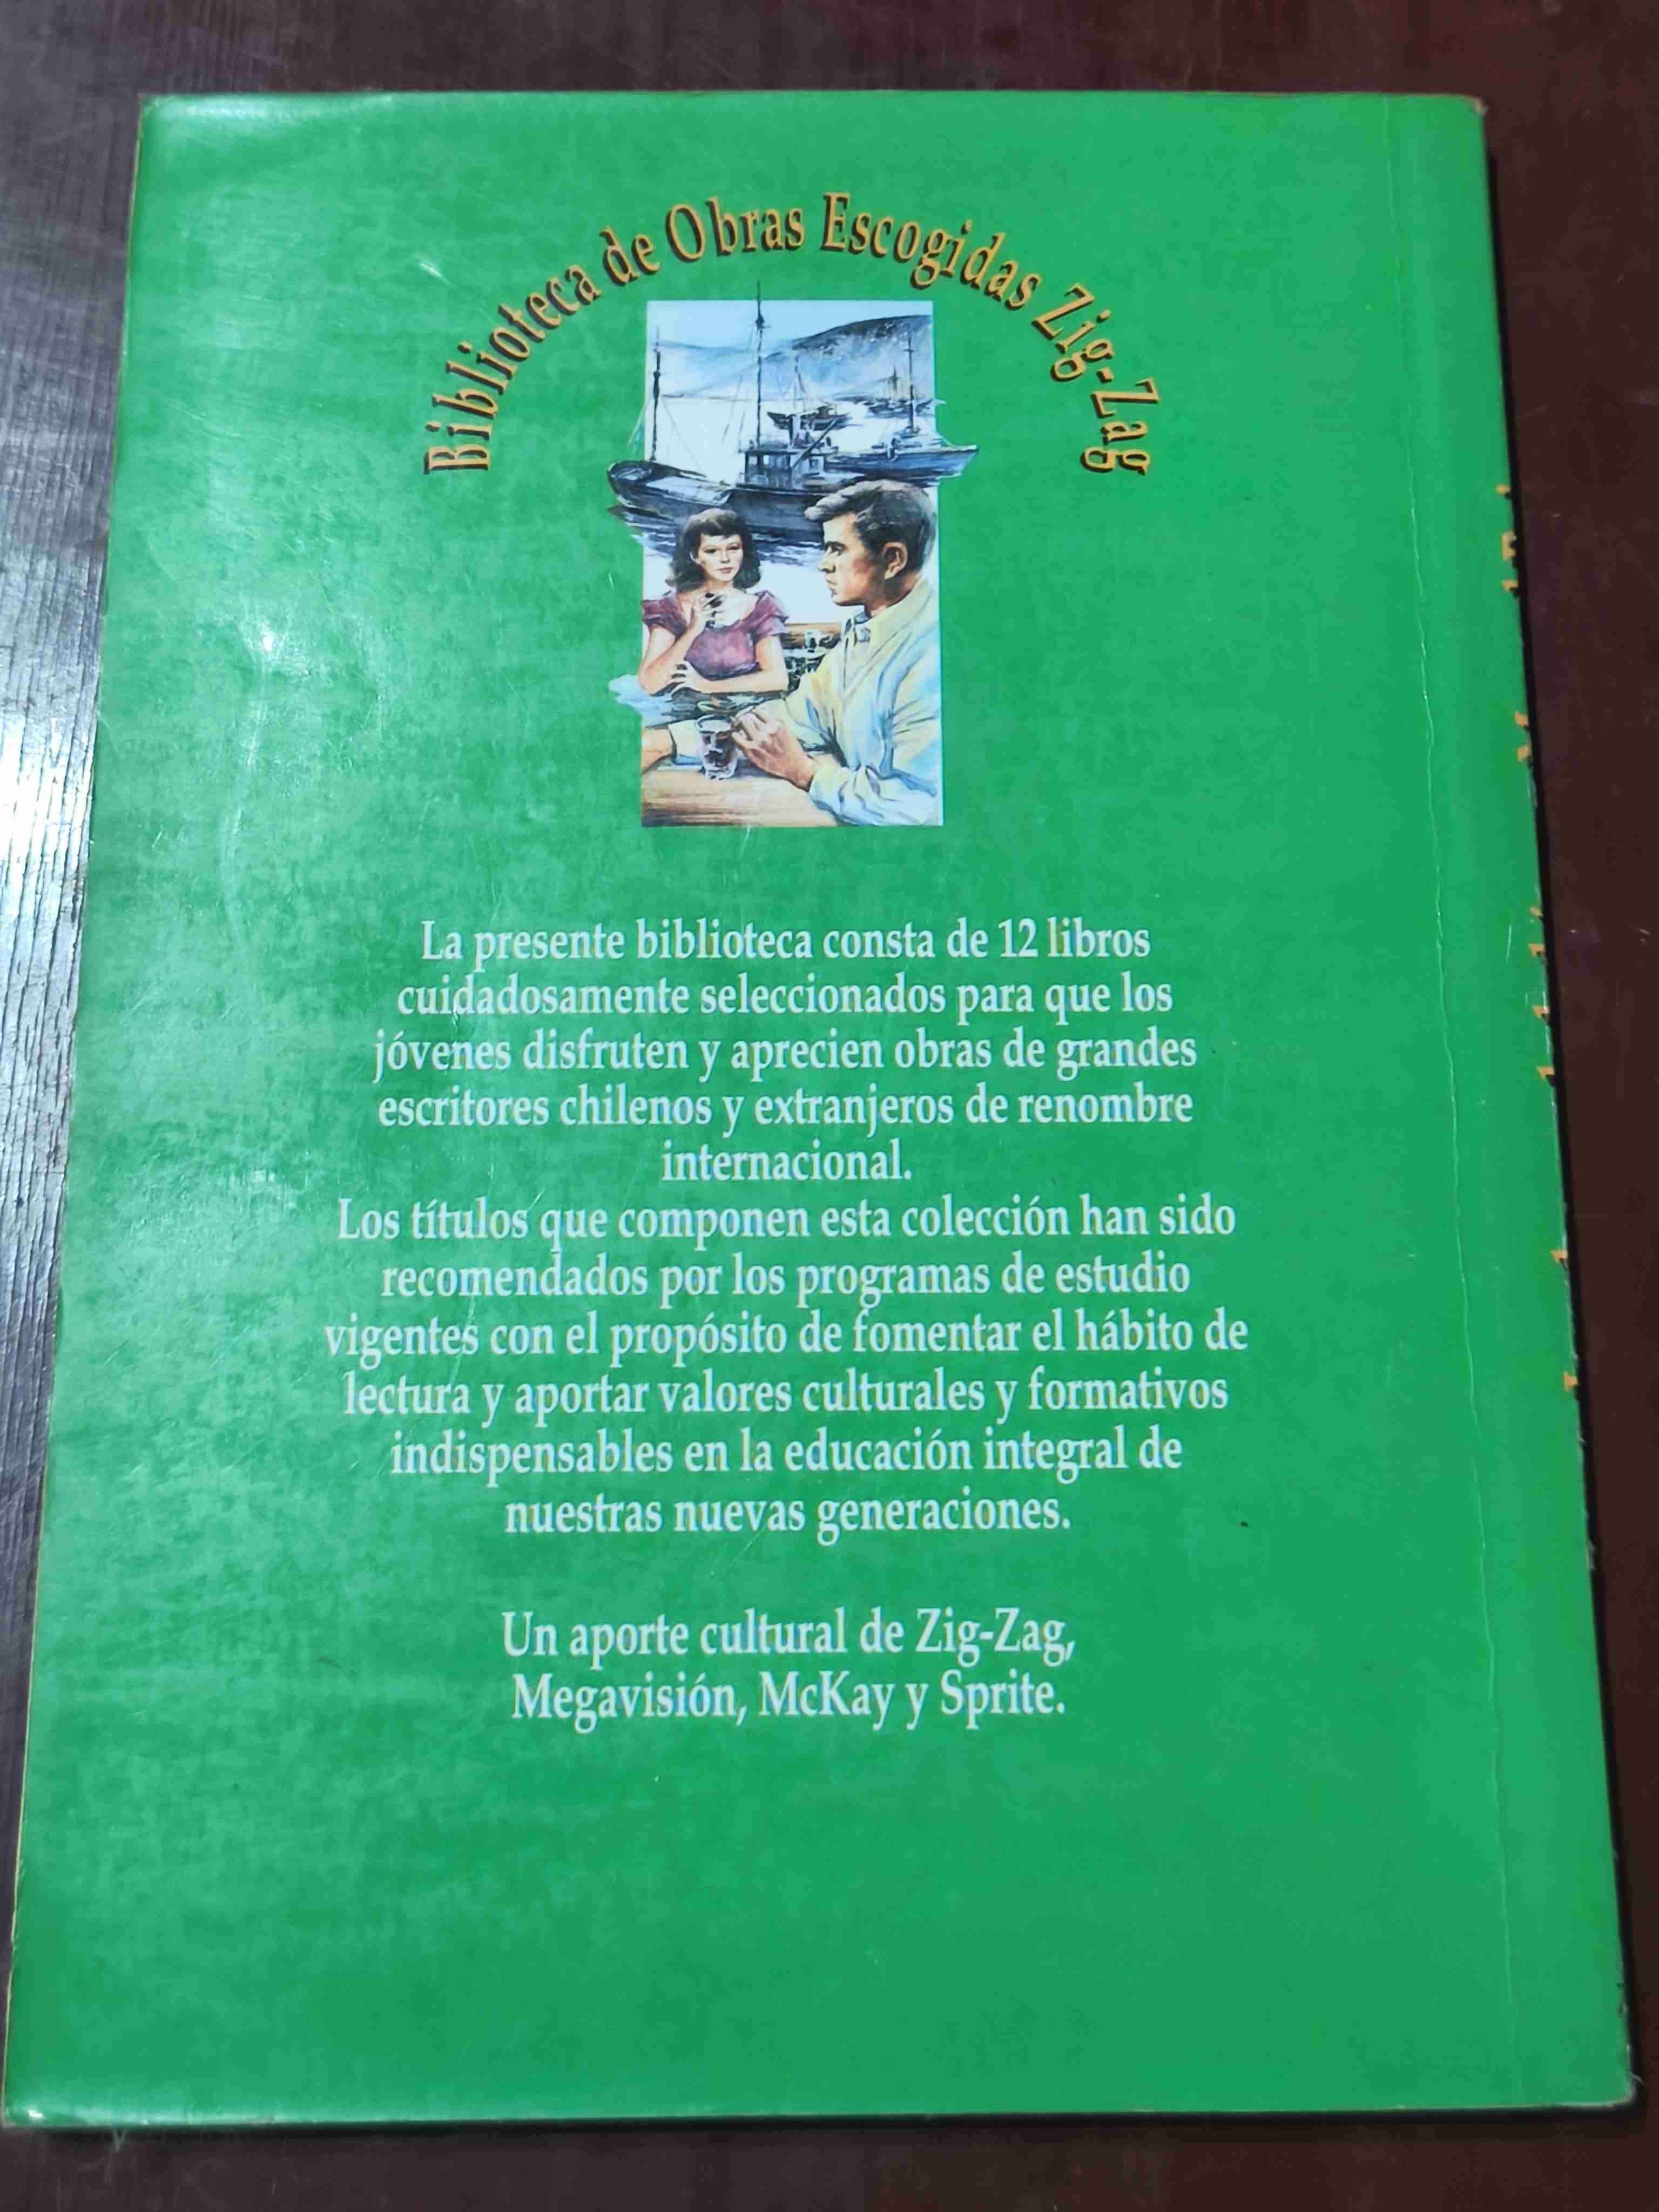 Biblioteca de Obras Escogidas Zig-Zag
La presente biblioteca consta de 12 libros
cuidadosamente seleccionados para que los
jóvenes disfruten y aprecien obras de grandes
escritores chilenos y extranjeros de renombre
internacional.
Los títulos que componen esta colección han sido
recomendados por los programas de estudio
vigentes con el propósito de fomentar el hábito de
lectura y aportar valores culturales y formativos
indispensables en la educación integral de
nuestras nuevas generaciones.
Un aporte cultural de Zig-Zag,
Megavisión, McKay y Sprite.